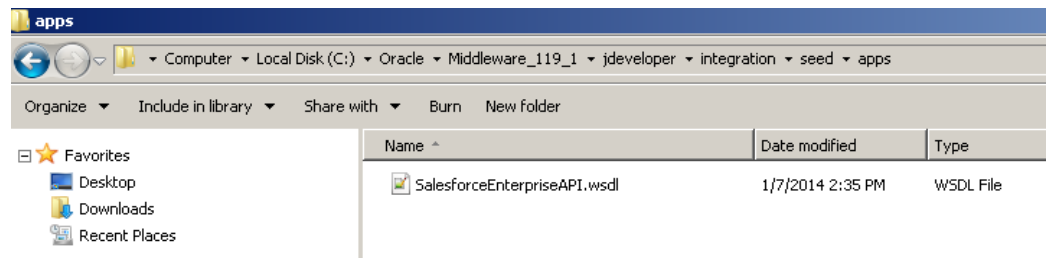 apps
Computer Local Disk (C:) Oracle Middleware_119_1 jdeveloper integration seed apps
Organize Include in library Share with Burn New folder
Name Date modified Type
Favorites
SalesforceEnterpriseAPI.wsdl 1/7/2014 2:35 PM WSDL File
Desktop
Downloads
Recent Places